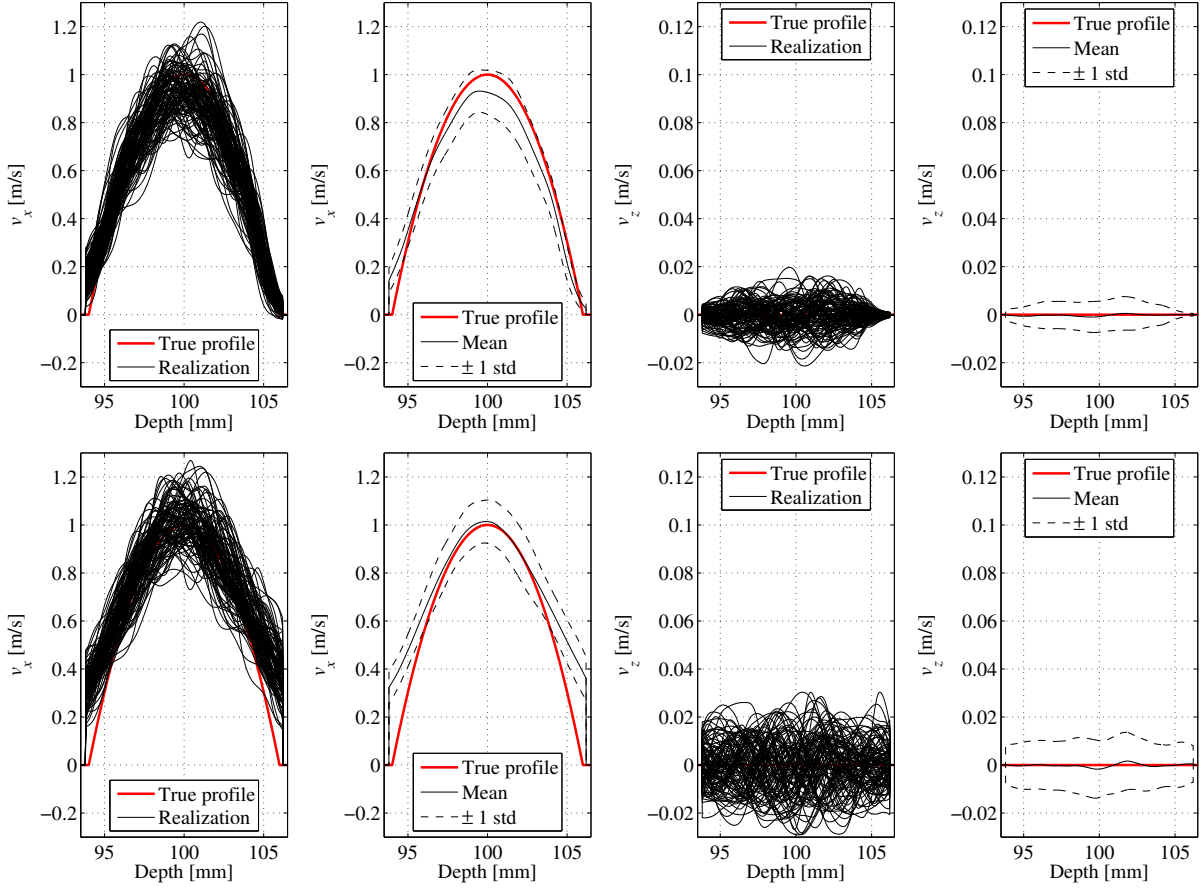 1.2
1
0.8
0.6
0.4
0.2
0
−0.2
v_x [m/s]
True profile
Realization
95 100 105
Depth [mm]
1.2
1
0.8
0.6
0.4
0.2
0
−0.2
v_x [m/s]
True profile
Mean
± 1 std
95 100 105
Depth [mm]
0.12
0.1
0.08
0.06
0.04
0.02
0
−0.02
v_z [m/s]
True profile
Realization
95 100 105
Depth [mm]
0.12
0.1
0.08
0.06
0.04
0.02
0
−0.02
v_z [m/s]
True profile
Mean
± 1 std
95 100 105
Depth [mm]
1.2
1
0.8
0.6
0.4
0.2
0
−0.2
v_x [m/s]
True profile
Realization
95 100 105
Depth [mm]
1.2
1
0.8
0.6
0.4
0.2
0
−0.2
v_x [m/s]
True profile
Mean
± 1 std
95 100 105
Depth [mm]
0.12
0.1
0.08
0.06
0.04
0.02
0
−0.02
v_z [m/s]
True profile
Realization
95 100 105
Depth [mm]
0.12
0.1
0.08
0.06
0.04
0.02
0
−0.02
v_z [m/s]
True profile
Mean
± 1 std
95 100 105
Depth [mm]